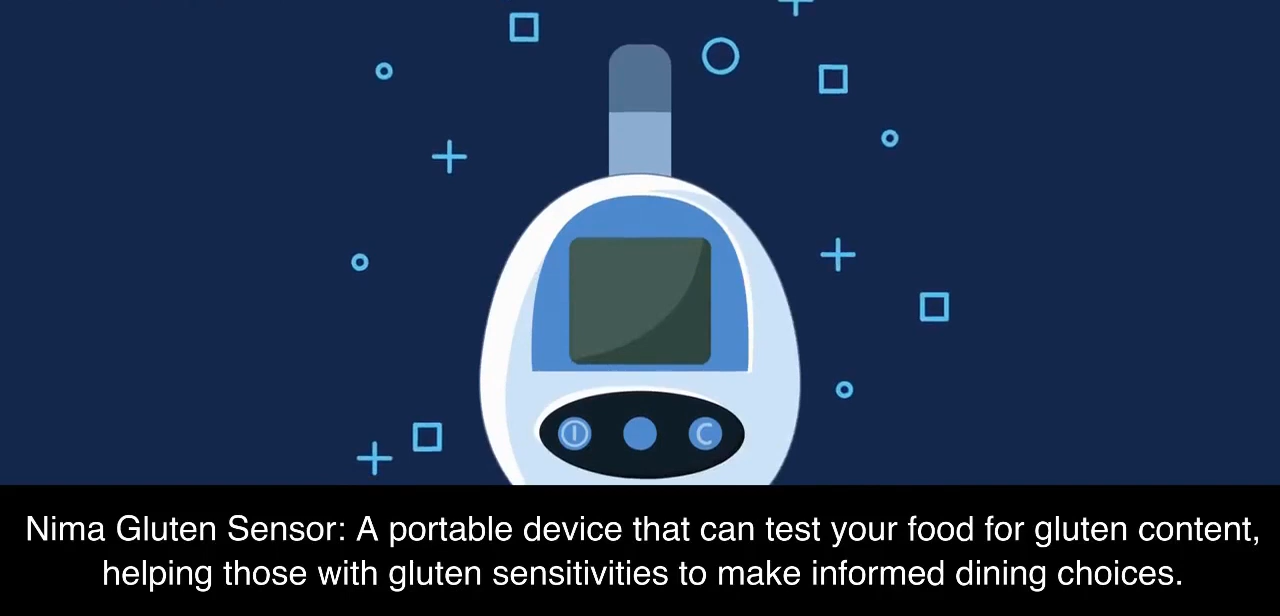 C
Nima Gluten Sensor: A portable device that can test your food for gluten content,
helping those with gluten sensitivities to make informed dining choices.